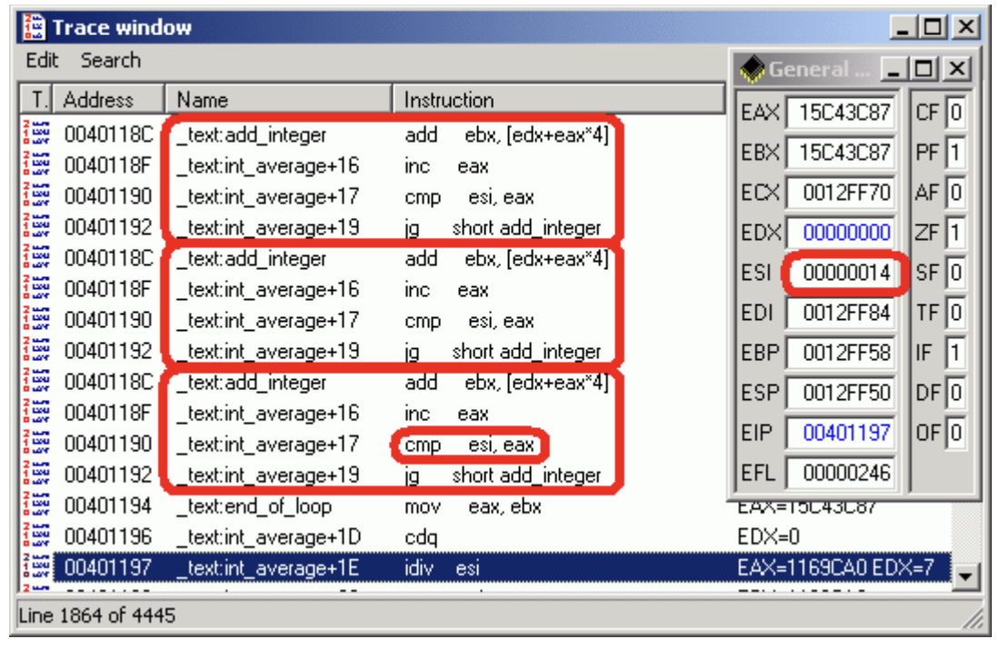 Trace window
Edit Search
T. Address Name Instruction
0040118C _text:add_integer add ebx, [edx+eax*4]
0040118F _text:int_average+16 inc eax
00401190 _text:int_average+17 cmp esi, eax
00401192 _text:int_average+19 jg short add_integer
0040118C _text:add_integer add ebx, [edx+eax*4]
0040118F _text:int_average+16 inc eax
00401190 _text:int_average+17 cmp esi, eax
00401192 _text:int_average+19 jg short add_integer
0040118C _text:add_integer add ebx, [edx+eax*4]
0040118F _text:int_average+16 inc eax
00401190 _text:int_average+17 cmp esi, eax
00401192 _text:int_average+19 jg short add_integer
00401194 _text:end_of_loop mov eax, ebx EAX=15C43C87
00401196 _text:int_average+1D cdq EDX=0
00401197 _text:int_average+1E idiv esi EAX=1169CA0 EDX=7
Line 1864 of 4445
General ...
EAX 15C43C87 CF 0
EBX 15C43C87 PF 1
ECX 0012FF70 AF 0
EDX 00000000 ZF 1
ESI 00000014 SF 0
EDI 0012FF84 TF 0
EBP 0012FF58 IF 1
ESP 0012FF50 DF 0
EIP 00401197 OF 0
EFL 00000246